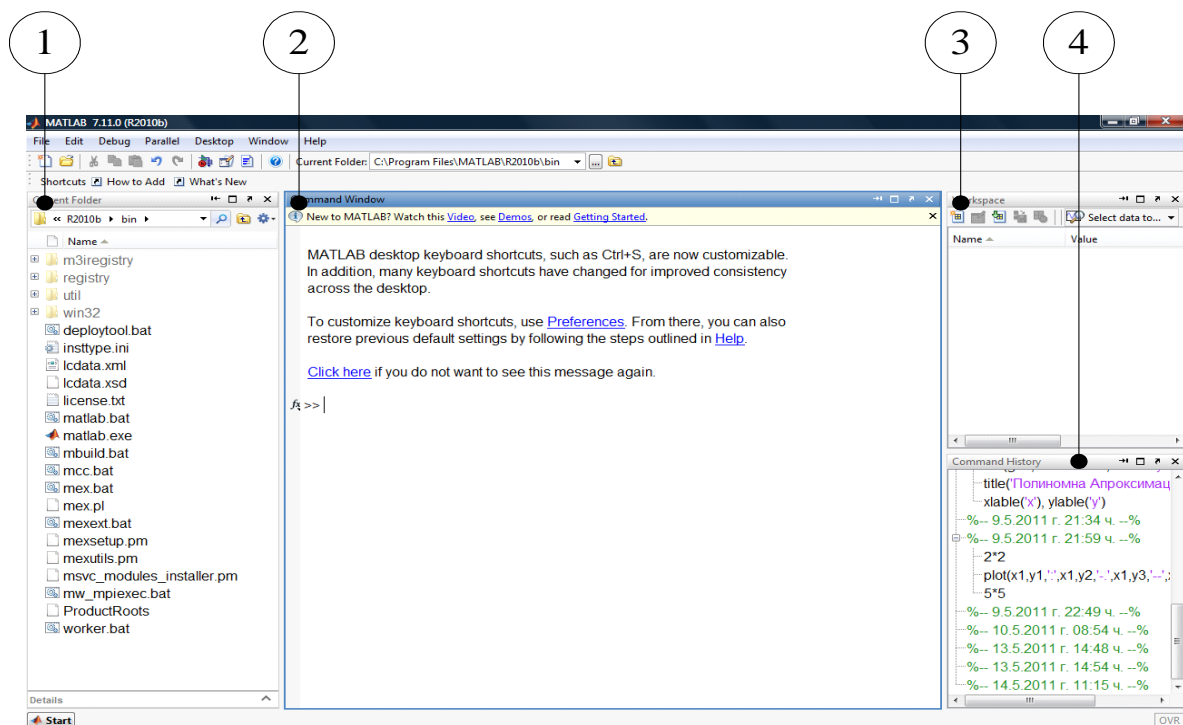 1 2 3 4
MATLAB 7.11.0 (R2010b)
File Edit Debug Parallel Desktop Window Help
Current Folder: C:\Program Files\MATLAB\R2010b\bin
Shortcuts How to Add What's New
Command Window
« R2010b bin
Name
m3iregistry
registry
util
win32
deploytool.bat
insttype.ini
lcdata.xml
lcdata.xsd
license.txt
matlab.bat
matlab.exe
mbuild.bat
mcc.bat
mex.bat
mex.pl
mexext.bat
mexsetup.pm
mexutils.pm
msvc_modules_installer.pm
mw_mpiexec.bat
ProductRoots
worker.bat
Details
Start
New to MATLAB? Watch this Video, see Demos, or read Getting Started.
MATLAB desktop keyboard shortcuts, such as Ctrl+S, are now customizable.
In addition, many keyboard shortcuts have changed for improved consistency
across the desktop.
To customize keyboard shortcuts, use Preferences. From there, you can also
restore previous default settings by following the steps outlined in Help.
Click here if you do not want to see this message again.
fx >>
Select data to...
Name Value
Command History
title('Полиномна Апроксимац
xlable('x'), ylable('y')
%-- 9.5.2011 г. 21:34 ч. --%
%-- 9.5.2011 г. 21:59 ч. --%
2*2
plot(x1,y1,':',x1,y2,'-.',x1,y3,'--',
5*5
%-- 9.5.2011 г. 22:49 ч. --%
%-- 10.5.2011 г. 08:54 ч. --%
%-- 13.5.2011 г. 14:48 ч. --%
%-- 13.5.2011 г. 14:54 ч. --%
%-- 14.5.2011 г. 11:15 ч. --%
OVR